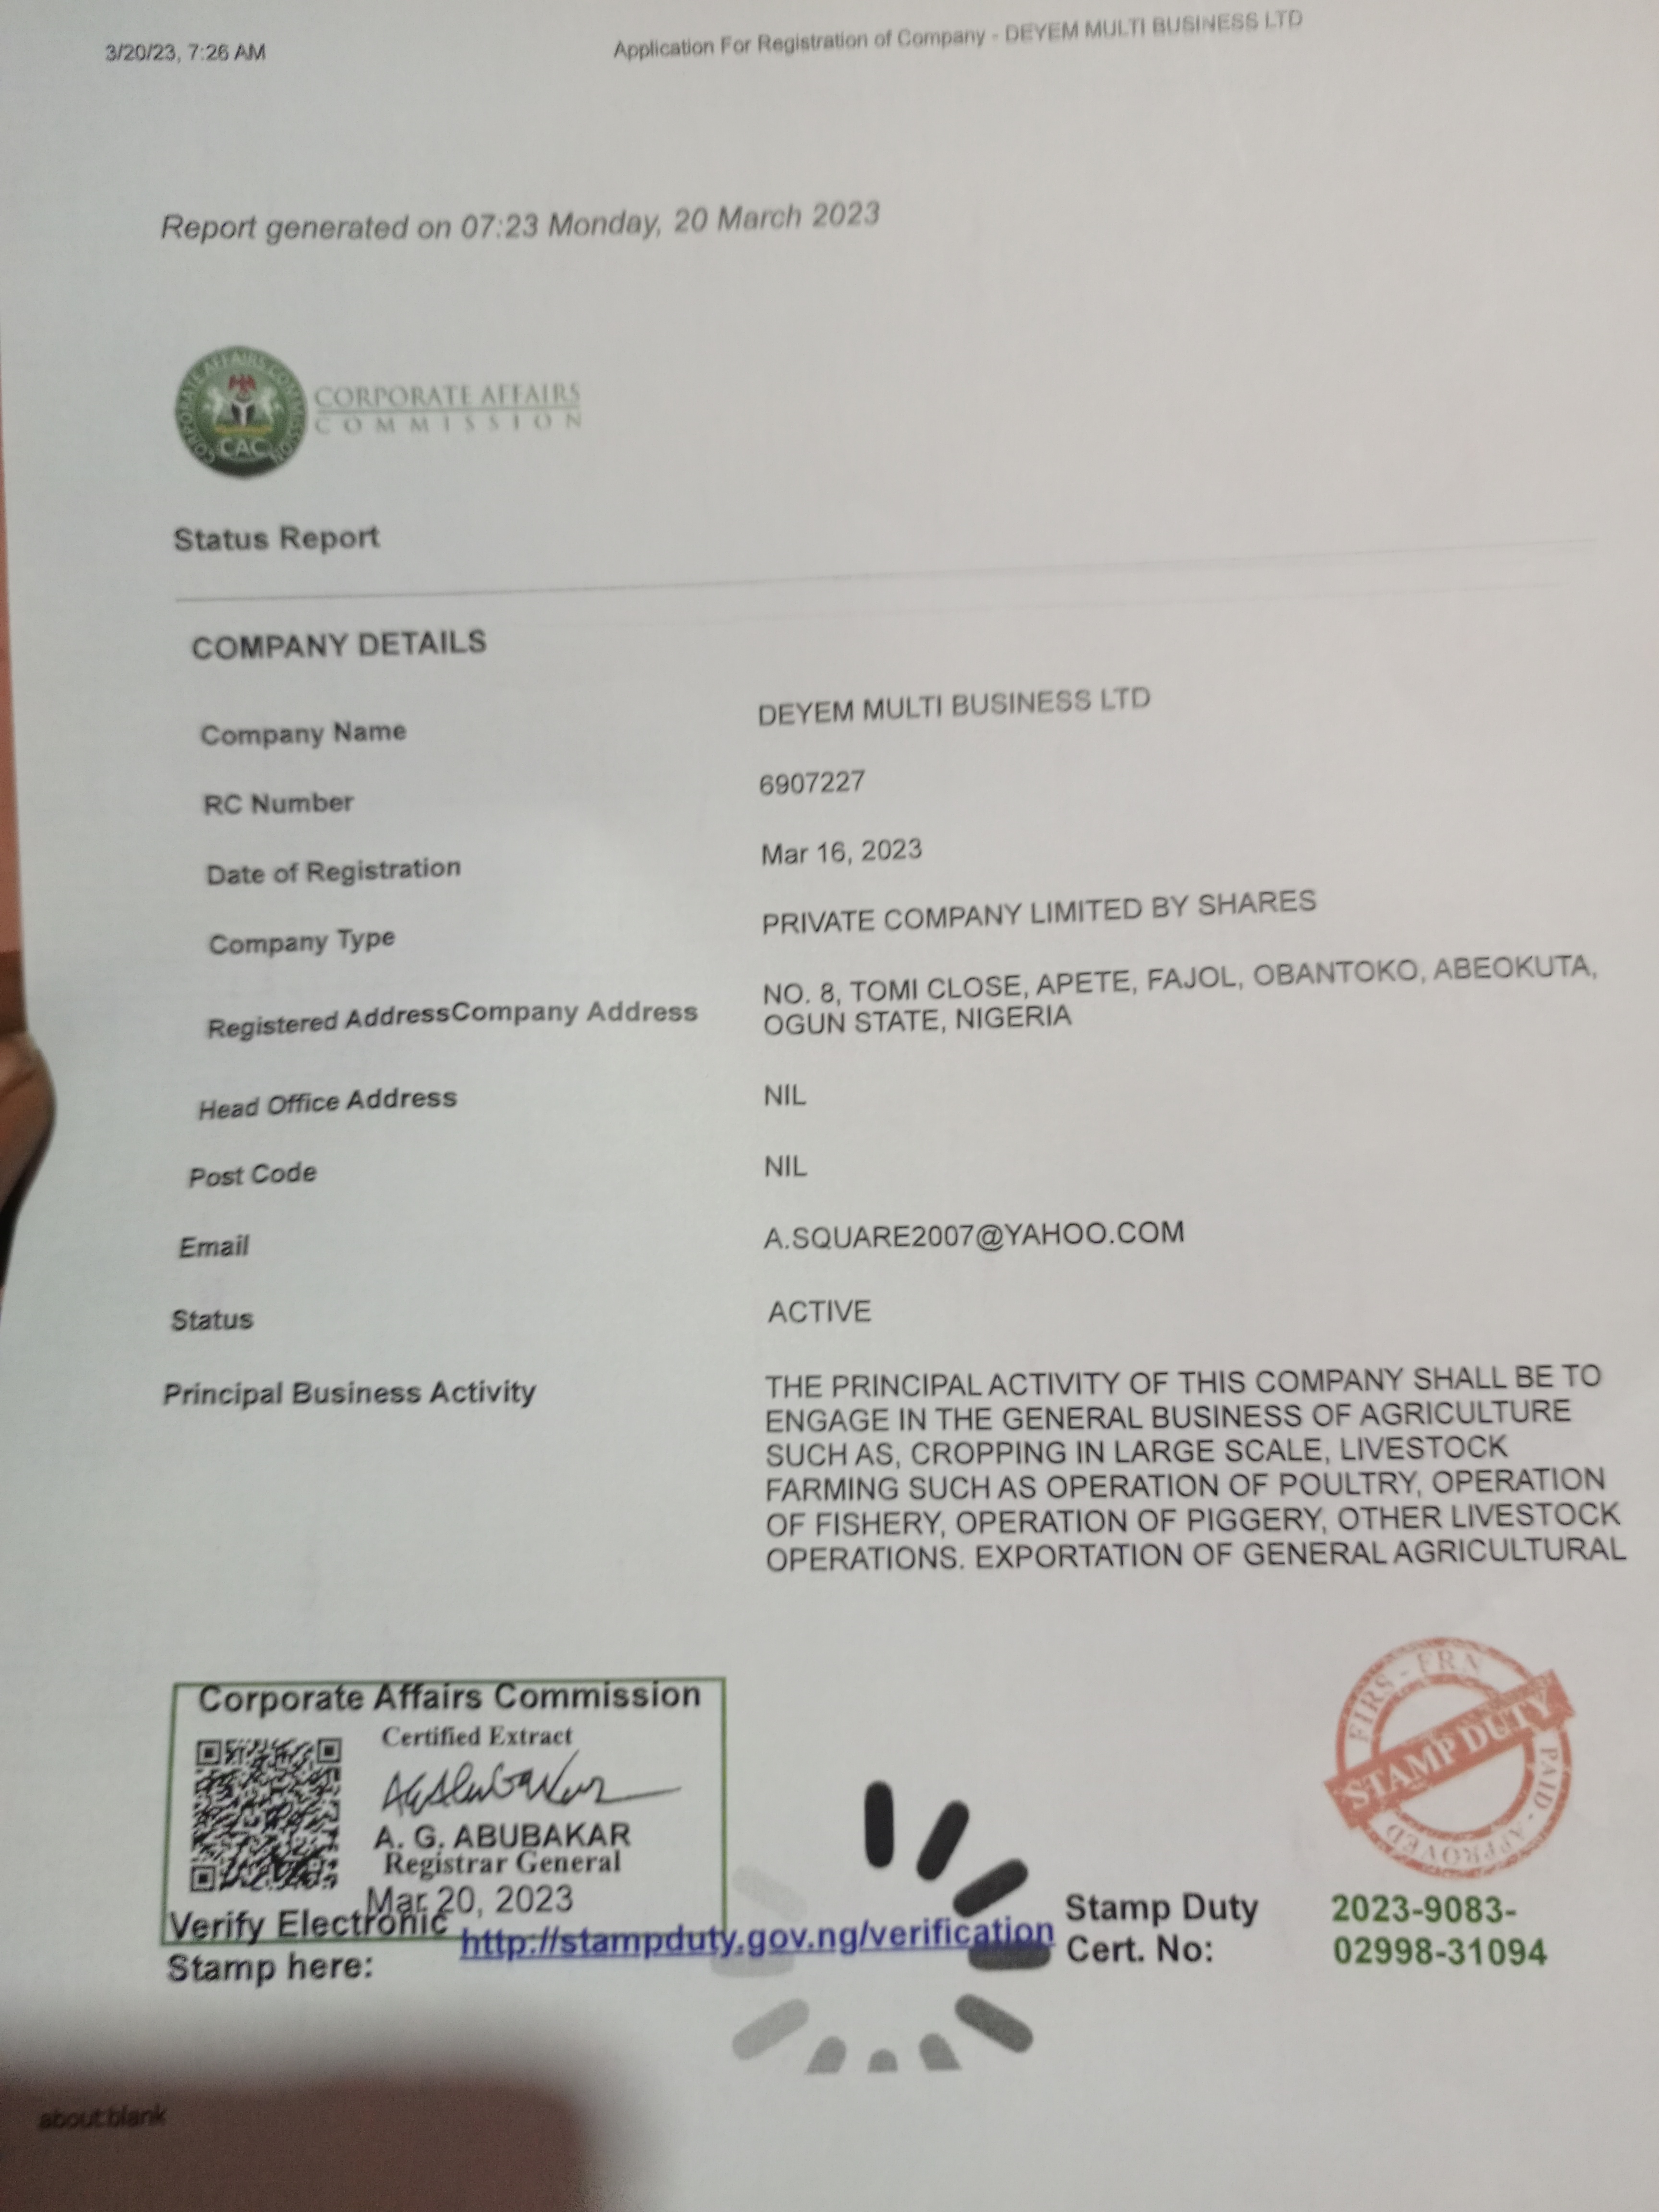 3/20/23, 7:26 AM
Application For Registration of Company - DEYEM MULTI BUSINESS LTD
Report generated on 07:23 Monday, 20 March 2023
CORPORATE AFFAIRS COMMISSION
CAC
CORPORATE AFFAIRS
COMMISSION
Status Report
COMPANY DETAILS
Company Name DEYEM MULTI BUSINESS LTD
RC Number 6907227
Date of Registration Mar 16, 2023
Company Type PRIVATE COMPANY LIMITED BY SHARES
Registered AddressCompany Address NO. 8, TOMI CLOSE, APETE, FAJOL, OBANTOKO, ABEOKUTA,
OGUN STATE, NIGERIA
Head Office Address NIL
Post Code NIL
Email A.SQUARE2007@YAHOO.COM
Status ACTIVE
Principal Business Activity THE PRINCIPAL ACTIVITY OF THIS COMPANY SHALL BE TO
ENGAGE IN THE GENERAL BUSINESS OF AGRICULTURE
SUCH AS, CROPPING IN LARGE SCALE, LIVESTOCK
FARMING SUCH AS OPERATION OF POULTRY, OPERATION
OF FISHERY, OPERATION OF PIGGERY, OTHER LIVESTOCK
OPERATIONS. EXPORTATION OF GENERAL AGRICULTURAL
Corporate Affairs Commission
Certified Extract
A. G. ABUBAKAR
Registrar General
Mar 20, 2023
Verify Electronic
Stamp here:
http://stampduty.gov.ng/verification
FIRS - FRN
STAMP DUTY
PAID - APPROVED
Stamp Duty
Cert. No:
2023-9083-
02998-31094
about:blank